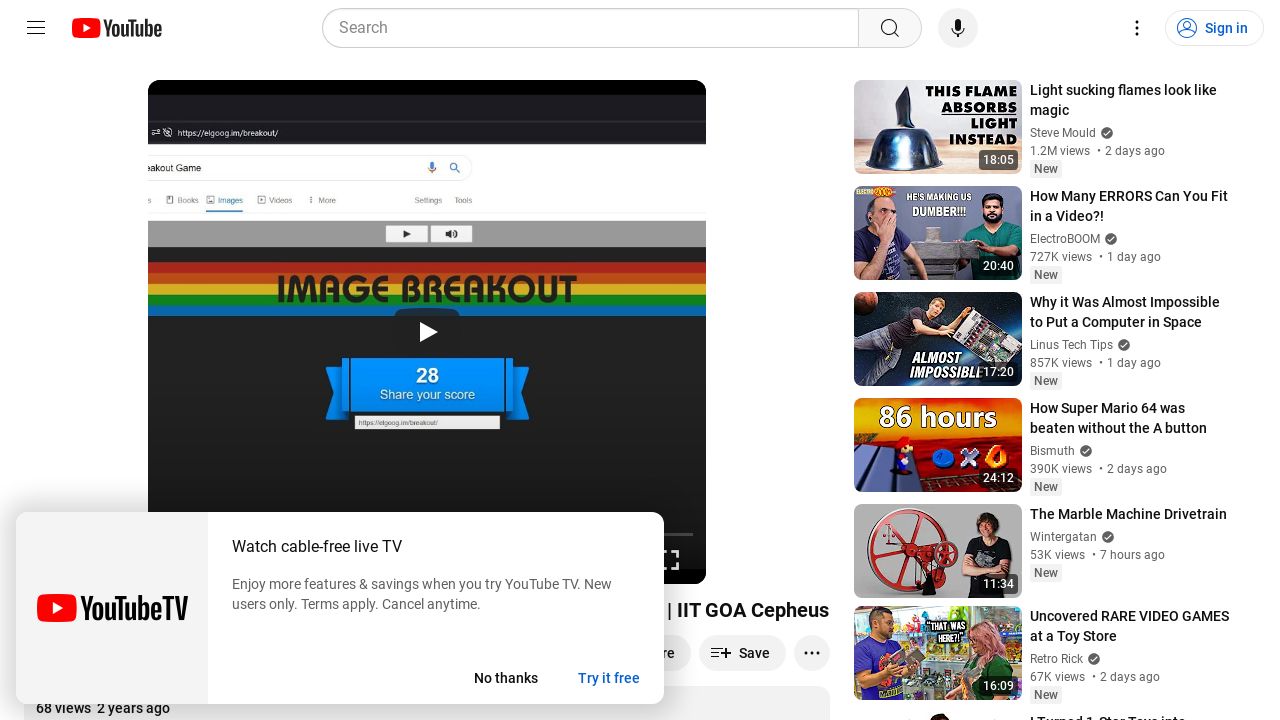 YouTube
Search
Sign in
https://elgoog.im/breakout/
eakout Game
Books
Images
Videos
More
Settings
Tools
IMAGE BREAKOUT
28
Share your score
https://elgoog.im/breakout/
| IIT GOA Cepheus
Save
68 views 2 years ago
YouTubeTV
Watch cable-free live TV
Enjoy more features & savings when you try YouTube TV. New
users only. Terms apply. Cancel anytime.
No thanks
Try it free
THIS FLAME
ABSORBS
LIGHT
INSTEAD
18:05
Light sucking flames look like
magic
Steve Mould
1.2M views • 2 days ago
New
ELECTROBOOM
HE'S MAKING US
DUMBER!!!
20:40
How Many ERRORS Can You Fit
in a Video?!
ElectroBOOM
727K views • 1 day ago
New
ALMOST
IMPOSSIBLE
17:20
Why it Was Almost Impossible
to Put a Computer in Space
Linus Tech Tips
857K views • 1 day ago
New
86 hours
24:12
How Super Mario 64 was
beaten without the A button
Bismuth
390K views • 2 days ago
New
11:34
The Marble Machine Drivetrain
Wintergatan
53K views • 7 hours ago
New
"THAT WAS
HERE?!"
16:09
Uncovered RARE VIDEO GAMES
at a Toy Store
Retro Rick
67K views • 2 days ago
New
I Turned 1-Star Toys into